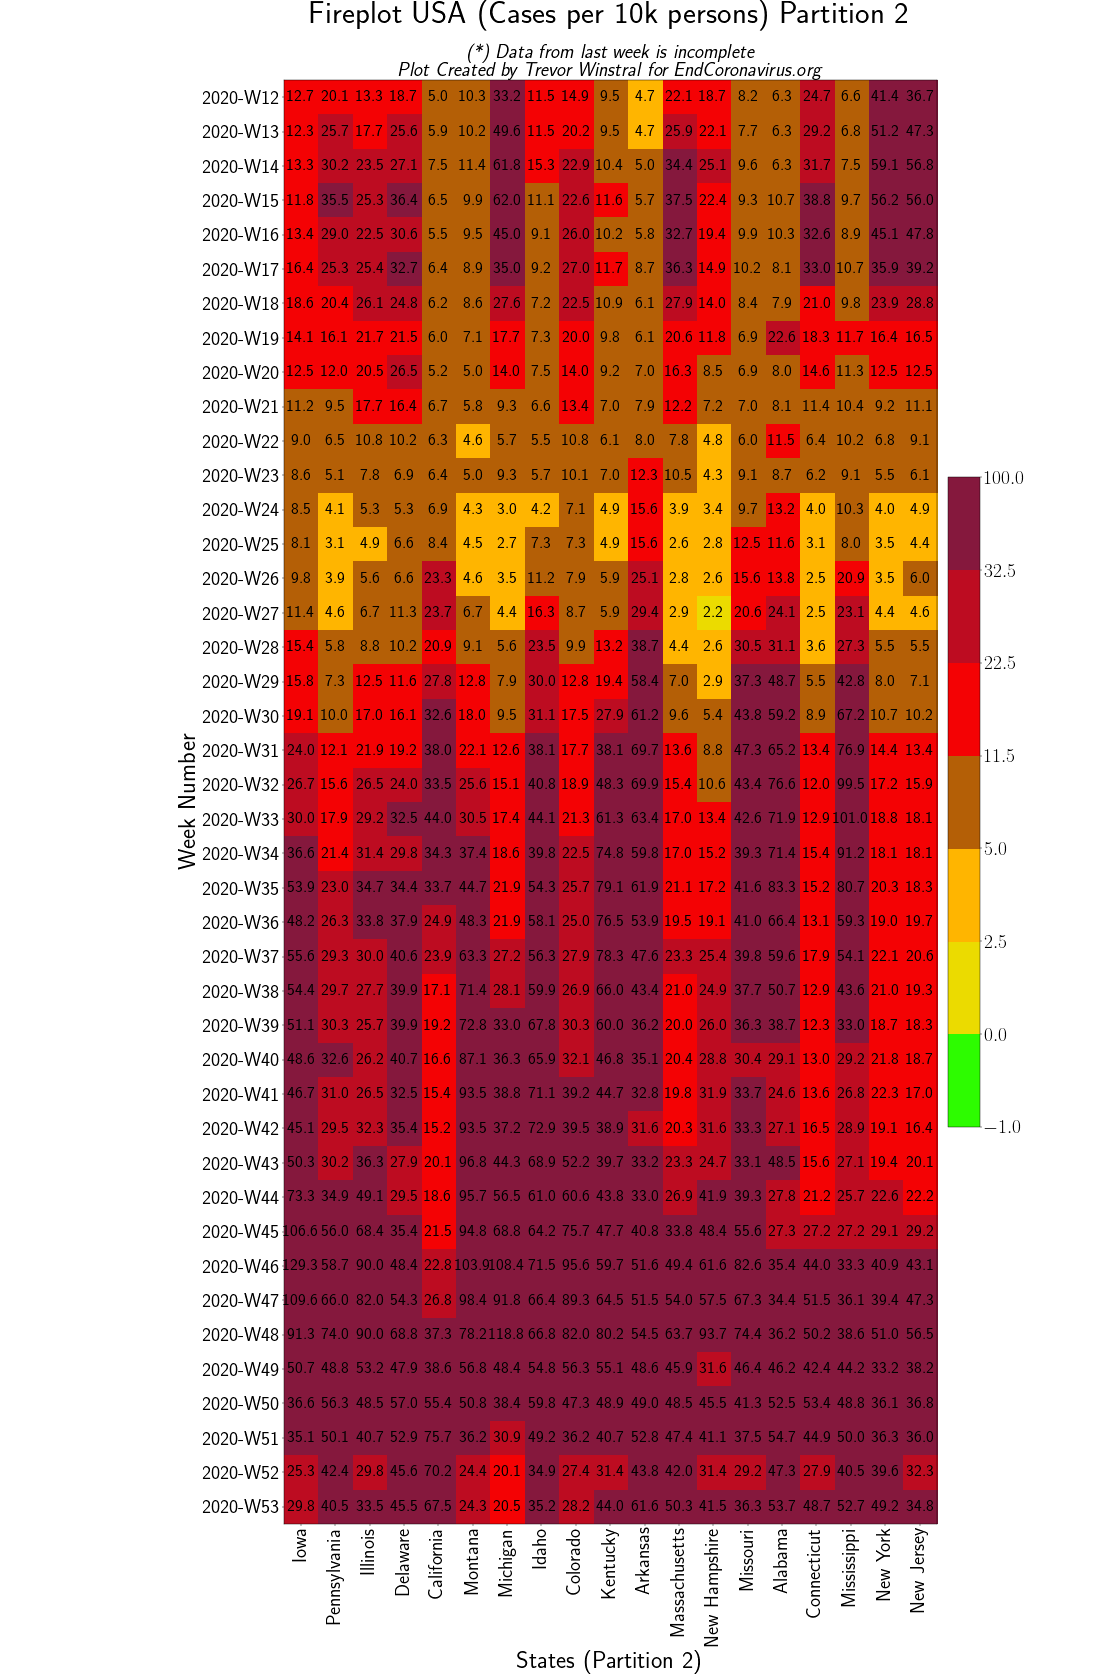 Fireplot USA (Cases per 10k persons) Partition 2
(*) Data from last week is incomplete
Plot Created by Trevor Winstral for EndCoronavirus.org
2020-W12 12.7 20.1 13.3 18.7 5.0 10.3 33.2 11.5 14.9 9.5 4.7 22.1 18.7 8.2 6.3 24.7 6.6 41.4 36.7
2020-W13 12.3 25.7 17.7 25.6 5.9 10.2 49.6 11.5 20.2 9.5 4.7 25.9 22.1 7.7 6.3 29.2 6.8 51.2 47.3
2020-W14 13.3 30.2 23.5 27.1 7.5 11.4 61.8 15.3 22.9 10.4 5.0 34.4 25.1 9.6 6.3 31.7 7.5 59.1 56.8
2020-W15 11.8 35.5 25.3 36.4 6.5 9.9 62.0 11.1 22.6 11.6 5.7 37.5 22.4 9.3 10.7 38.8 9.7 56.2 56.0
2020-W16 13.4 29.0 22.5 30.6 5.5 9.5 45.0 9.1 26.0 10.2 5.8 32.7 19.4 9.9 10.3 32.6 8.9 45.1 47.8
2020-W17 16.4 25.3 25.4 32.7 6.4 8.9 35.0 9.2 27.0 11.7 8.7 36.3 14.9 10.2 8.1 33.0 10.7 35.9 39.2
2020-W18 18.6 20.4 26.1 24.8 6.2 8.6 27.6 7.2 22.5 10.9 6.1 27.9 14.0 8.4 7.9 21.0 9.8 23.9 28.8
2020-W19 14.1 16.1 21.7 21.5 6.0 7.1 17.7 7.3 20.0 9.8 6.1 20.6 11.8 6.9 22.6 18.3 11.7 16.4 16.5
2020-W20 12.5 12.0 20.5 26.5 5.2 5.0 14.0 7.5 14.0 9.2 7.0 16.3 8.5 6.9 8.0 14.6 11.3 12.5 12.5
2020-W21 11.2 9.5 17.7 16.4 6.7 5.8 9.3 6.6 13.4 7.0 7.9 12.2 7.2 7.0 8.1 11.4 10.4 9.2 11.1
2020-W22 9.0 6.5 10.8 10.2 6.3 4.6 5.7 5.5 10.8 6.1 8.0 7.8 4.8 6.0 11.5 6.4 10.2 6.8 9.1
2020-W23 8.6 5.1 7.8 6.9 6.4 5.0 9.3 5.7 10.1 7.0 12.3 10.5 4.3 9.1 8.7 6.2 9.1 5.5 6.1
2020-W24 8.5 4.1 5.3 5.3 6.9 4.3 3.0 4.2 7.1 4.9 15.6 3.9 3.4 9.7 13.2 4.0 10.3 4.0 4.9
2020-W25 8.1 3.1 4.9 6.6 8.4 4.5 2.7 7.3 7.3 4.9 15.6 2.6 2.8 12.5 11.6 3.1 8.0 3.5 4.4
2020-W26 9.8 3.9 5.6 6.6 23.3 4.6 3.5 11.2 7.9 5.9 25.1 2.8 2.6 15.6 13.8 2.5 20.9 3.5 6.0
2020-W27 11.4 4.6 6.7 11.3 23.7 6.7 4.4 16.3 8.7 5.9 29.4 2.9 2.2 20.6 24.1 2.5 23.1 4.4 4.6
2020-W28 15.4 5.8 8.8 10.2 20.9 9.1 5.6 23.5 9.9 13.2 38.7 4.4 2.6 30.5 31.1 3.6 27.3 5.5 5.5
2020-W29 15.8 7.3 12.5 11.6 27.8 12.8 7.9 30.0 12.8 19.4 58.4 7.0 2.9 37.3 48.7 5.5 42.8 8.0 7.1
2020-W30 19.1 10.0 17.0 16.1 32.6 18.0 9.5 31.1 17.5 27.9 61.2 9.6 5.4 43.8 59.2 8.9 67.2 10.7 10.2
2020-W31 24.0 12.1 21.9 19.2 38.0 22.1 12.6 38.1 17.7 38.1 69.7 13.6 8.8 47.3 65.2 13.4 76.9 14.4 13.4
2020-W32 26.7 15.6 26.5 24.0 33.5 25.6 15.1 40.8 18.9 48.3 69.9 15.4 10.6 43.4 76.6 12.0 99.5 17.2 15.9
2020-W33 30.0 17.9 29.2 32.5 44.0 30.5 17.4 44.1 21.3 61.3 63.4 17.0 13.4 42.6 71.9 12.9 101.0 18.8 18.1
2020-W34 36.6 21.4 31.4 29.8 34.3 37.4 18.6 39.8 22.5 74.8 59.8 17.0 15.2 39.3 71.4 15.4 91.2 18.1 18.1
2020-W35 53.9 23.0 34.7 34.4 33.7 44.7 21.9 54.3 25.7 79.1 61.9 21.1 17.2 41.6 83.3 15.2 80.7 20.3 18.3
2020-W36 48.2 26.3 33.8 37.9 24.9 48.3 21.9 58.1 25.0 76.5 53.9 19.5 19.1 41.0 66.4 13.1 59.3 19.0 19.7
2020-W37 55.6 29.3 30.0 40.6 23.9 63.3 27.2 56.3 27.9 78.3 47.6 23.3 25.4 39.8 59.6 17.9 54.1 22.1 20.6
2020-W38 54.4 29.7 27.7 39.9 17.1 71.4 28.1 59.9 26.9 66.0 43.4 21.0 24.9 37.7 50.7 12.9 43.6 21.0 19.3
2020-W39 51.1 30.3 25.7 39.9 19.2 72.8 33.0 67.8 30.3 60.0 36.2 20.0 26.0 36.3 38.7 12.3 33.0 18.7 18.3
2020-W40 48.6 32.6 26.2 40.7 16.6 87.1 36.3 65.9 32.1 46.8 35.1 20.4 28.8 30.4 29.1 13.0 29.2 21.8 18.7
2020-W41 46.7 31.0 26.5 32.5 15.4 93.5 38.8 71.1 39.2 44.7 32.8 19.8 31.9 33.7 24.6 13.6 26.8 22.3 17.0
2020-W42 45.1 29.5 32.3 35.4 15.2 93.5 37.2 72.9 39.5 38.9 31.6 20.3 31.6 33.3 27.1 16.5 28.9 19.1 16.4
2020-W43 50.3 30.2 36.3 27.9 20.1 96.8 44.3 68.9 52.2 39.7 33.2 23.3 24.7 33.1 48.5 15.6 27.1 19.4 20.1
2020-W44 73.3 34.9 49.1 29.5 18.6 95.7 56.5 61.0 60.6 43.8 33.0 26.9 41.9 39.3 27.8 21.2 25.7 22.6 22.2
2020-W45 106.6 56.0 68.4 35.4 21.5 94.8 68.8 64.2 75.7 47.7 40.8 33.8 48.4 55.6 27.3 27.2 27.2 29.1 29.2
2020-W46 129.3 58.7 90.0 48.4 22.8 103.9 108.4 71.5 95.6 59.7 51.6 49.4 61.6 82.6 35.4 44.0 33.3 40.9 43.1
2020-W47 109.6 66.0 82.0 54.3 26.8 98.4 91.8 66.4 89.3 64.5 51.5 54.0 57.5 67.3 34.4 51.5 36.1 39.4 47.3
2020-W48 91.3 74.0 90.0 68.8 37.3 78.2 118.8 66.8 82.0 80.2 54.5 63.7 93.7 74.4 36.2 50.2 38.6 51.0 56.5
2020-W49 50.7 48.8 53.2 47.9 38.6 56.8 48.4 54.8 56.3 55.1 48.6 45.9 31.6 46.4 46.2 42.4 44.2 33.2 38.2
2020-W50 36.6 56.3 48.5 57.0 55.4 50.8 38.4 59.8 47.3 48.9 49.0 48.5 45.5 41.3 52.5 53.4 48.8 36.1 36.8
2020-W51 35.1 50.1 40.7 52.9 75.7 36.2 30.9 49.2 36.2 40.7 52.8 47.4 41.1 37.5 54.7 44.9 50.0 36.3 36.0
2020-W52 25.3 42.4 29.8 45.6 70.2 24.4 20.1 34.9 27.4 31.4 43.8 42.0 31.4 29.2 47.3 27.9 40.5 39.6 32.3
2020-W53 29.8 40.5 33.5 45.5 67.5 24.3 20.5 35.2 28.2 44.0 61.6 50.3 41.5 36.3 53.7 48.7 52.7 49.2 34.8
Iowa
Pennsylvania
Illinois
Delaware
California
Montana
Michigan
Idaho
Colorado
Kentucky
Arkansas
Massachusetts
New Hampshire
Missouri
Alabama
Connecticut
Mississippi
New York
New Jersey
States (Partition 2)
Week Number
100.0
32.5
22.5
11.5
5.0
2.5
0.0
−1.0